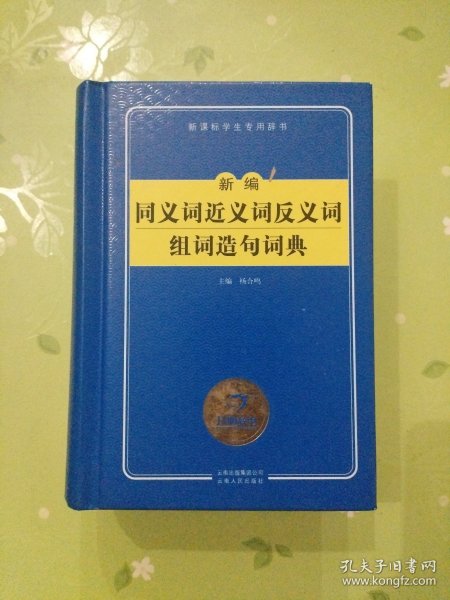 新课标学生专用辞书
新编
同义词近义词反义词
组词造句词典
主编 杨合鸣
云南出版集团公司
云南人民出版社
孔夫子旧书网
www.kongfz.com